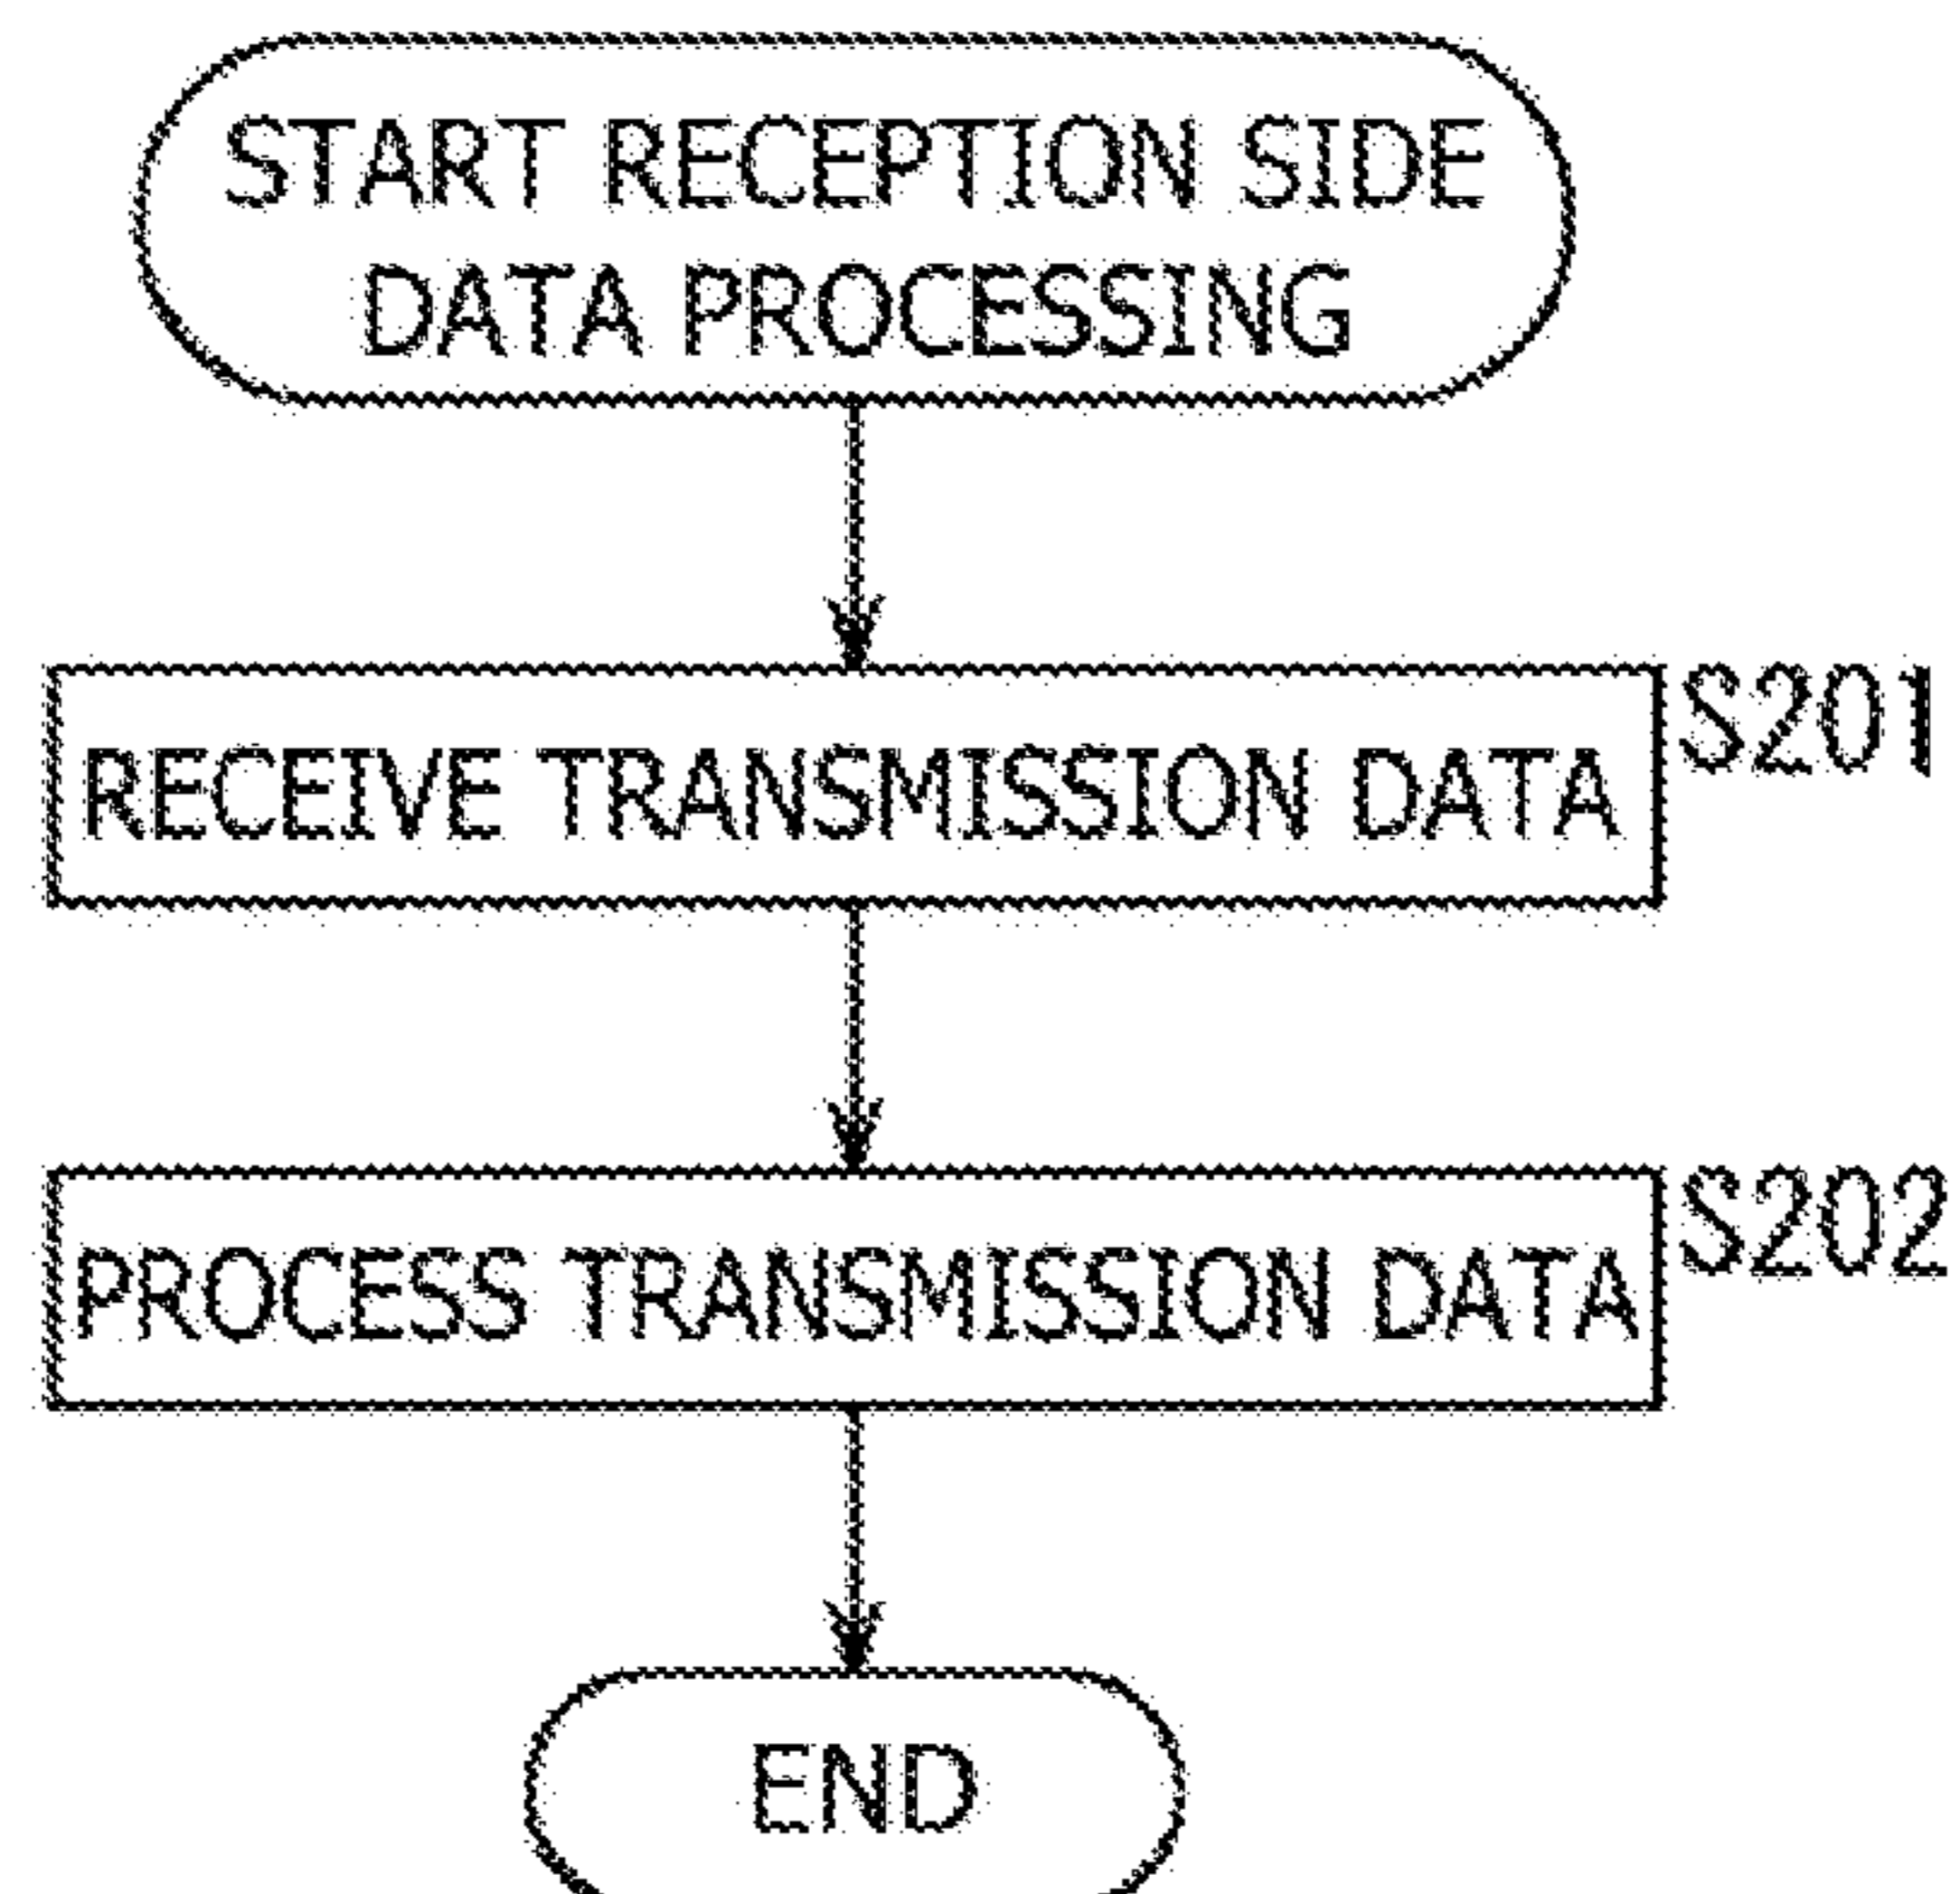 START RECEPTION SIDE
DATA PROCESSING
S201
RECEIVE TRANSMISSION DATA
S202
PROCESS TRANSMISSION DATA
END